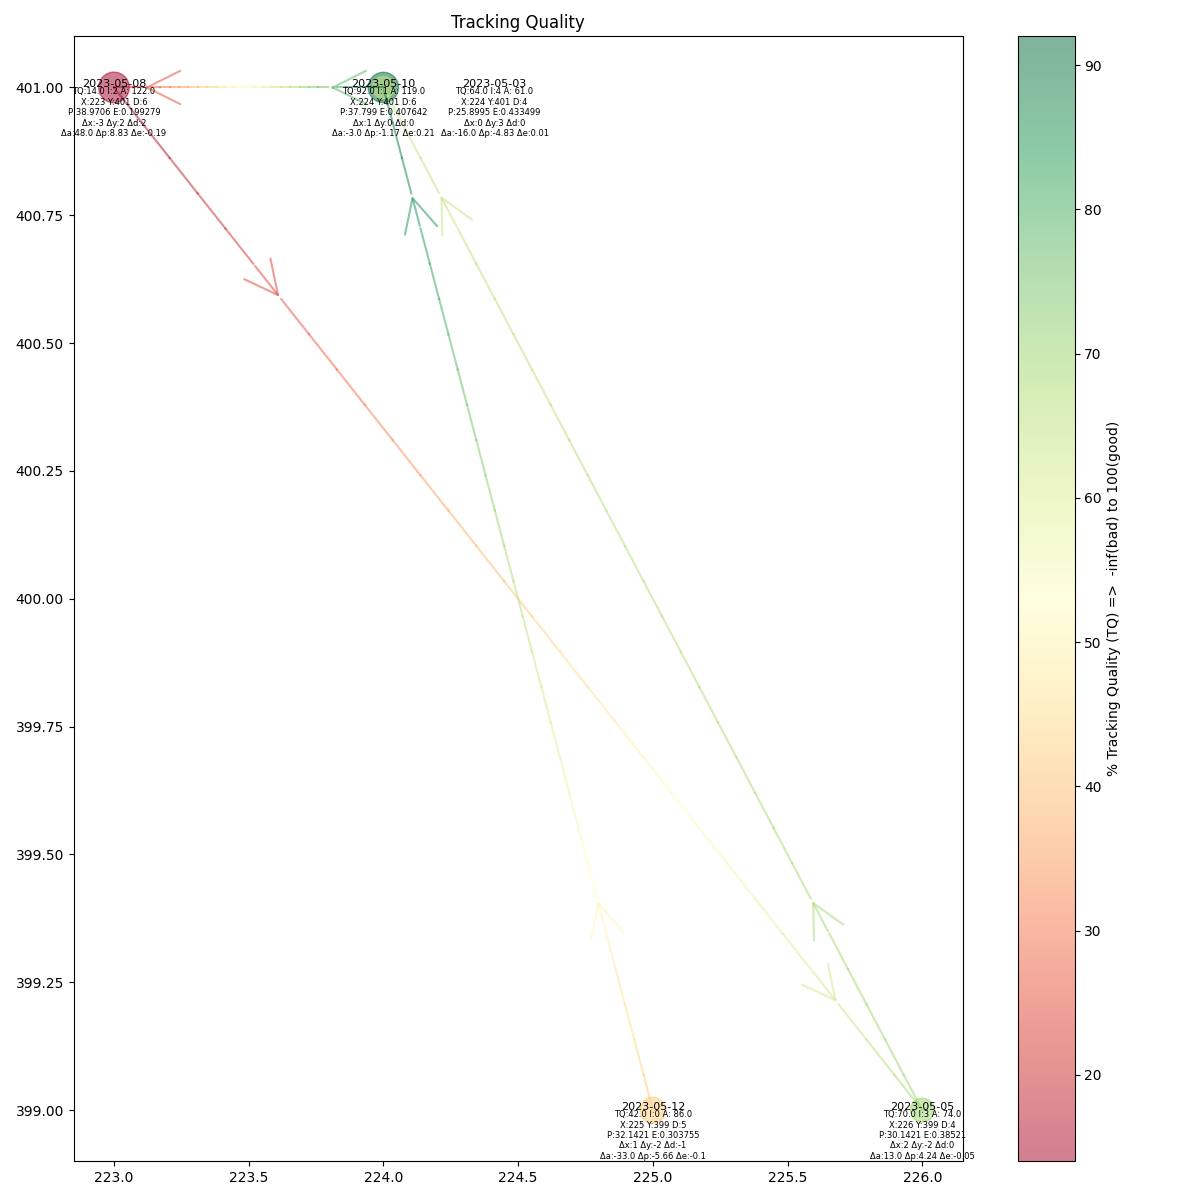 Tracking Quality
2023-05-08
TQ:14.0 I:2 A: 122.0
X:223 Y:401 D:6
P:38.9706 E:0.199279
Δx:-3 Δy:2 Δd:2
Δa:48.0 Δp:8.83 Δe:-0.19
2023-05-10
TQ:92.0 I:1 A: 119.0
X:224 Y:401 D:6
P:37.799 E:0.407642
Δx:1 Δy:0 Δd:0
Δa:-3.0 Δp:-1.17 Δe:0.21
2023-05-03
TQ:64.0 I:4 A: 61.0
X:224 Y:401 D:4
P:25.8995 E:0.433499
Δx:0 Δy:3 Δd:0
Δa:-16.0 Δp:-4.83 Δe:0.01
2023-05-12
TQ:42.0 I:0 A: 86.0
X:225 Y:399 D:5
P:32.1421 E:0.303755
Δx:1 Δy:-2 Δd:-1
Δa:-33.0 Δp:-5.66 Δe:-0.1
2023-05-05
TQ:70.0 I:3 A: 74.0
X:226 Y:399 D:4
P:30.1421 E:0.38521
Δx:2 Δy:-2 Δd:0
Δa:13.0 Δp:4.24 Δe:-0.05
401.00
400.75
400.50
400.25
400.00
399.75
399.50
399.25
399.00
223.0
223.5
224.0
224.5
225.0
225.5
226.0
90
80
70
60
50
40
30
20
% Tracking Quality (TQ) => -inf(bad) to 100(good)